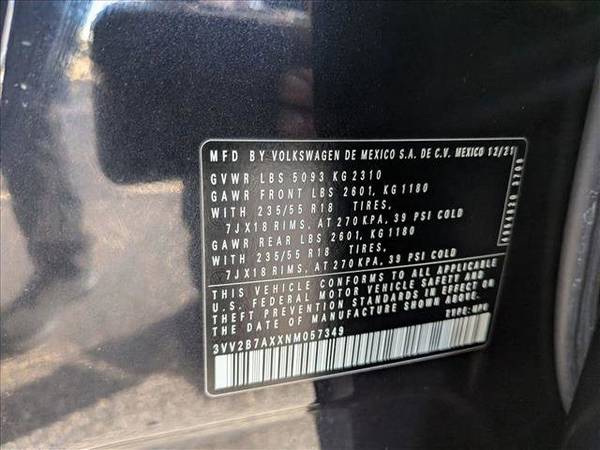 MFD BY VOLKSWAGEN DE MEXICO S.A. DE C.V. MEXICO 12/21
GVWR LBS 5093 KG 2310
GAWR FRONT LBS 2601, KG 1180
WITH 235/55 R18 TIRES,
7JX18 RIMS, AT 270 KPA, 39 PSI COLD
GAWR REAR LBS 2601, KG 1180
WITH 235/55 R18 TIRES,
7JX18 RIMS, AT 270 KPA, 39 PSI COLD
THIS VEHICLE CONFORMS TO ALL APPLICABLE
U.S. FEDERAL MOTOR VEHICLE SAFETY AND
THEFT PREVENTION STANDARDS IN EFFECT ON
THE DATE OF MANUFACTURE SHOWN ABOVE.
3VV2B7AXXNM057349 TYPE: MPV